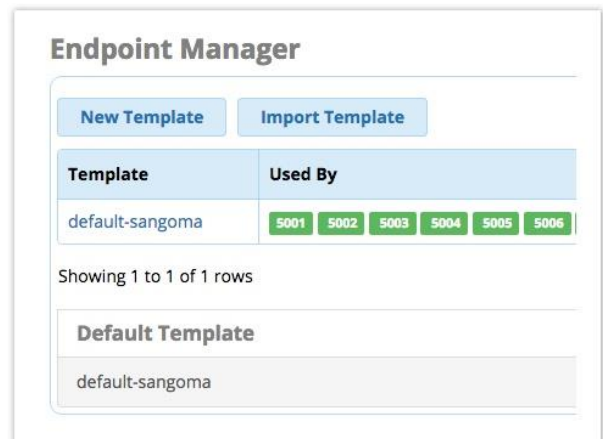 Endpoint Manager
New Template Import Template
Template Used By
default-sangoma 5001 5002 5003 5004 5005 5006
Showing 1 to 1 of 1 rows
Default Template
default-sangoma